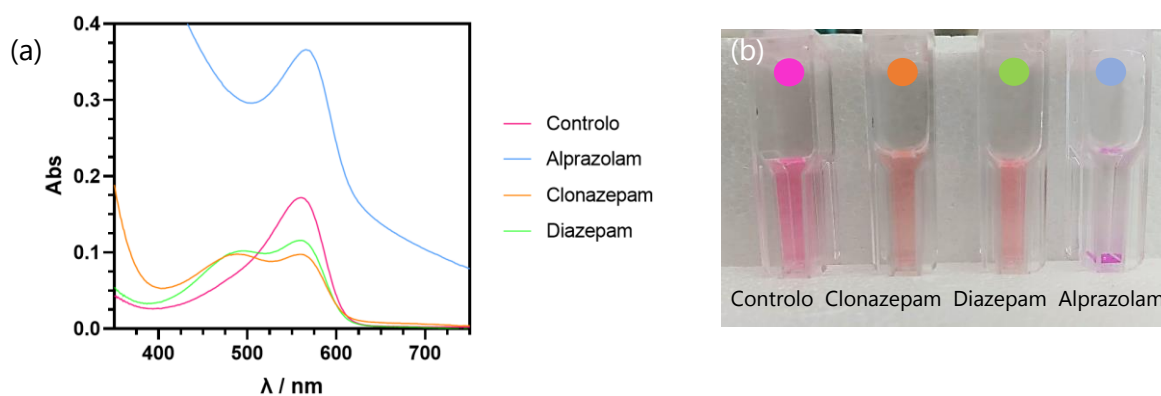 (a)
Abs
0.4
0.3
0.2
0.1
0.0
400 500 600 700
λ / nm
Controlo
Alprazolam
Clonazepam
Diazepam
(b)
Controlo Clonazepam Diazepam Alprazolam